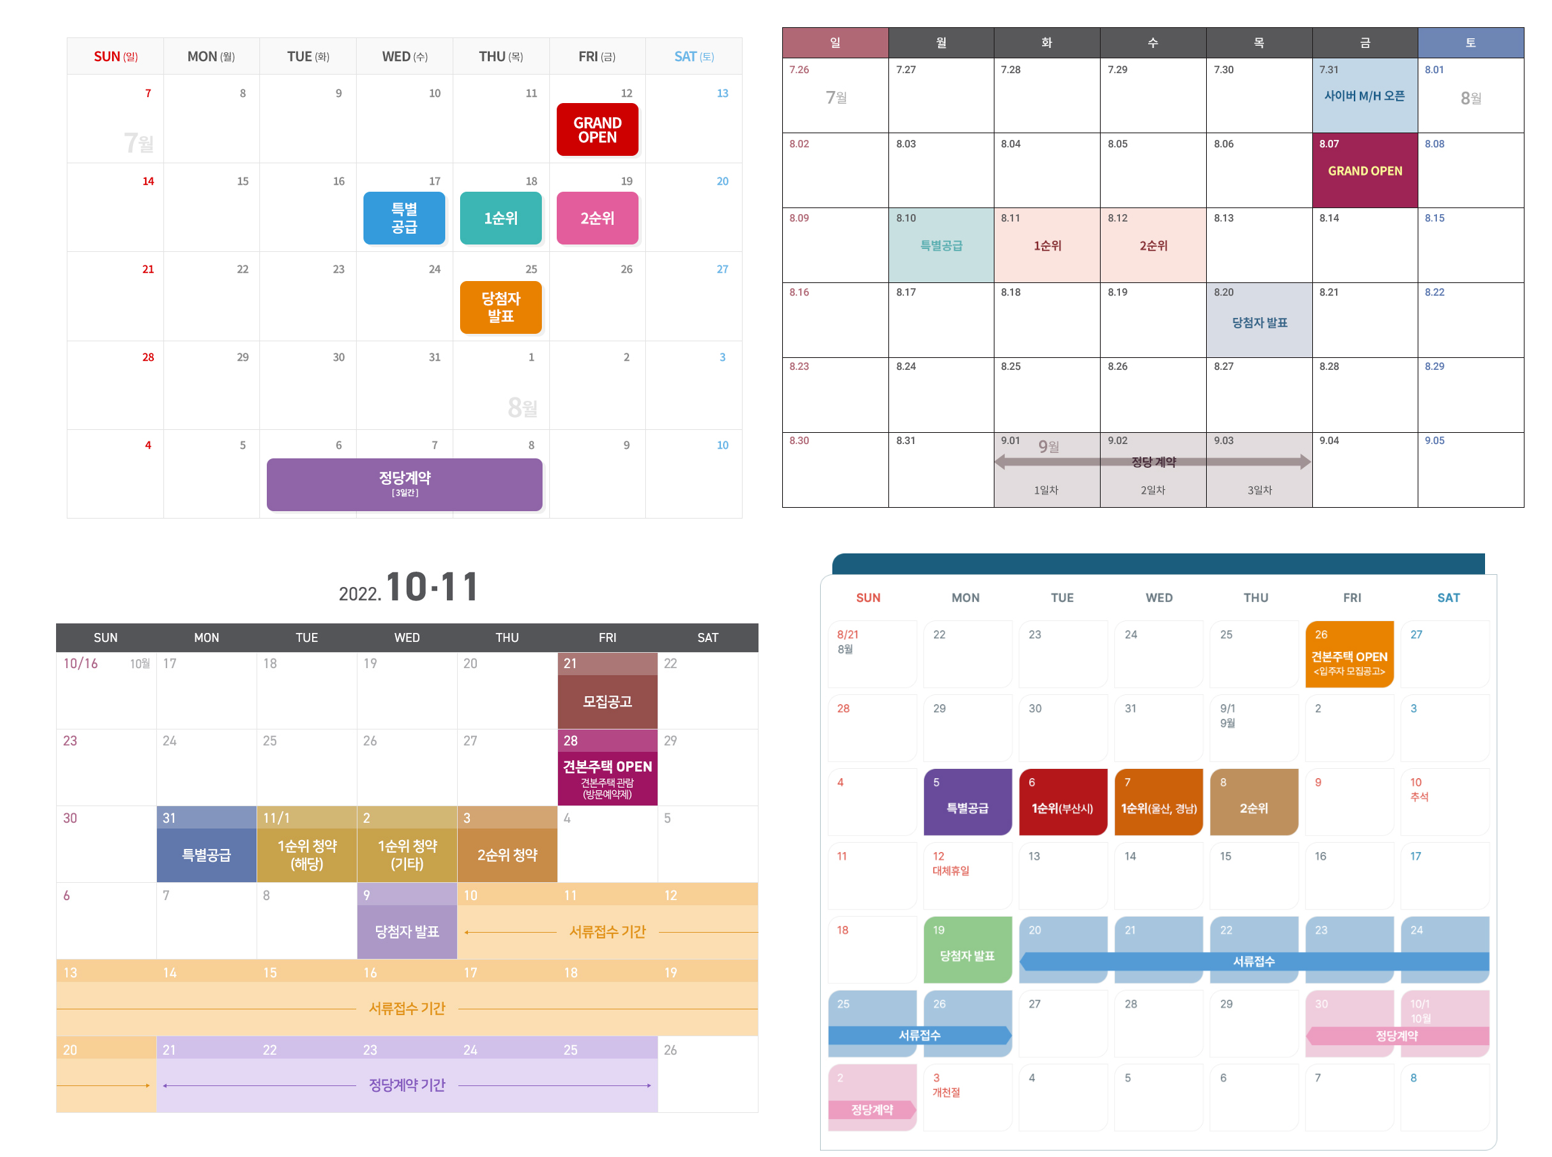 SUN (일) MON (월) TUE (화) WED (수) THU (목) FRI (금) SAT (토)
7 8 9 10 11 12 13
7월
GRAND
OPEN
14 15 16 17 18 19 20
특별
공급
1순위
2순위
21 22 23 24 25 26 27
당첨자
발표
28 29 30 31 1 2 3
8월
4 5 6 7 8 9 10
정당계약
[ 3일간 ]
일 월 화 수 목 금 토
7.26 7.27 7.28 7.29 7.30 7.31 8.01
7월 사이버 M/H 오픈 8월
8.02 8.03 8.04 8.05 8.06 8.07 8.08
GRAND OPEN
8.09 8.10 8.11 8.12 8.13 8.14 8.15
특별공급 1순위 2순위
8.16 8.17 8.18 8.19 8.20 8.21 8.22
당첨자 발표
8.23 8.24 8.25 8.26 8.27 8.28 8.29
8.30 8.31 9.01 9월 9.02 9.03 9.04 9.05
정당 계약
1일차 2일차 3일차
2022. 10·11
SUN MON TUE WED THU FRI SAT
10/16 10월 17 18 19 20 21 22
모집공고
23 24 25 26 27 28 29
견본주택 OPEN
견본주택 관람
(방문예약제)
30 31 11/1 2 3 4 5
특별공급
1순위 청약
(해당)
1순위 청약
(기타)
2순위 청약
6 7 8 9 10 11 12
당첨자 발표 서류접수 기간
13 14 15 16 17 18 19
서류접수 기간
20 21 22 23 24 25 26
정당계약 기간
SUN MON TUE WED THU FRI SAT
8/21 22 23 24 25 26 27
8월
견본주택 OPEN
<입주자 모집공고>
28 29 30 31 9/1 2 3
9월
4 5 6 7 8 9 10
추석
특별공급 1순위(부산시) 1순위(울산, 경남) 2순위
11 12 13 14 15 16 17
대체휴일
18 19 20 21 22 23 24
당첨자 발표 서류접수
25 26 27 28 29 30 10/1
10월
서류접수 정당계약
2 3 4 5 6 7 8
개천절
정당계약